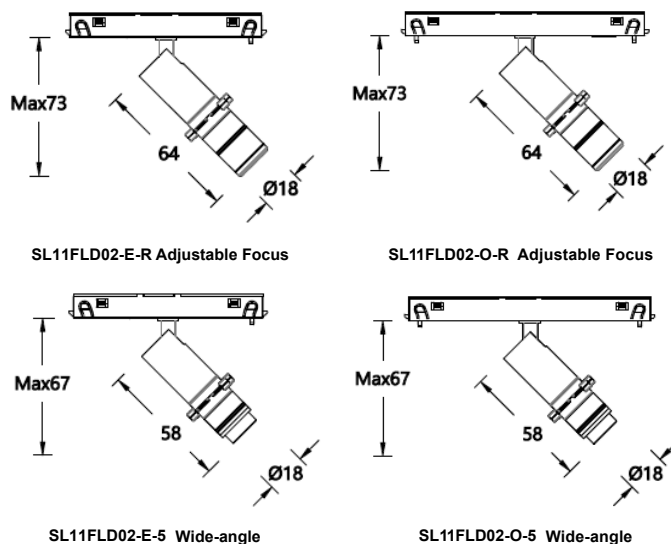 Max73
64
Ø18
Max73
64
Ø18
SL11FLD02-E-R Adjustable Focus
SL11FLD02-O-R Adjustable Focus
Max67
58
Ø18
Max67
58
Ø18
SL11FLD02-E-5 Wide-angle
SL11FLD02-O-5 Wide-angle